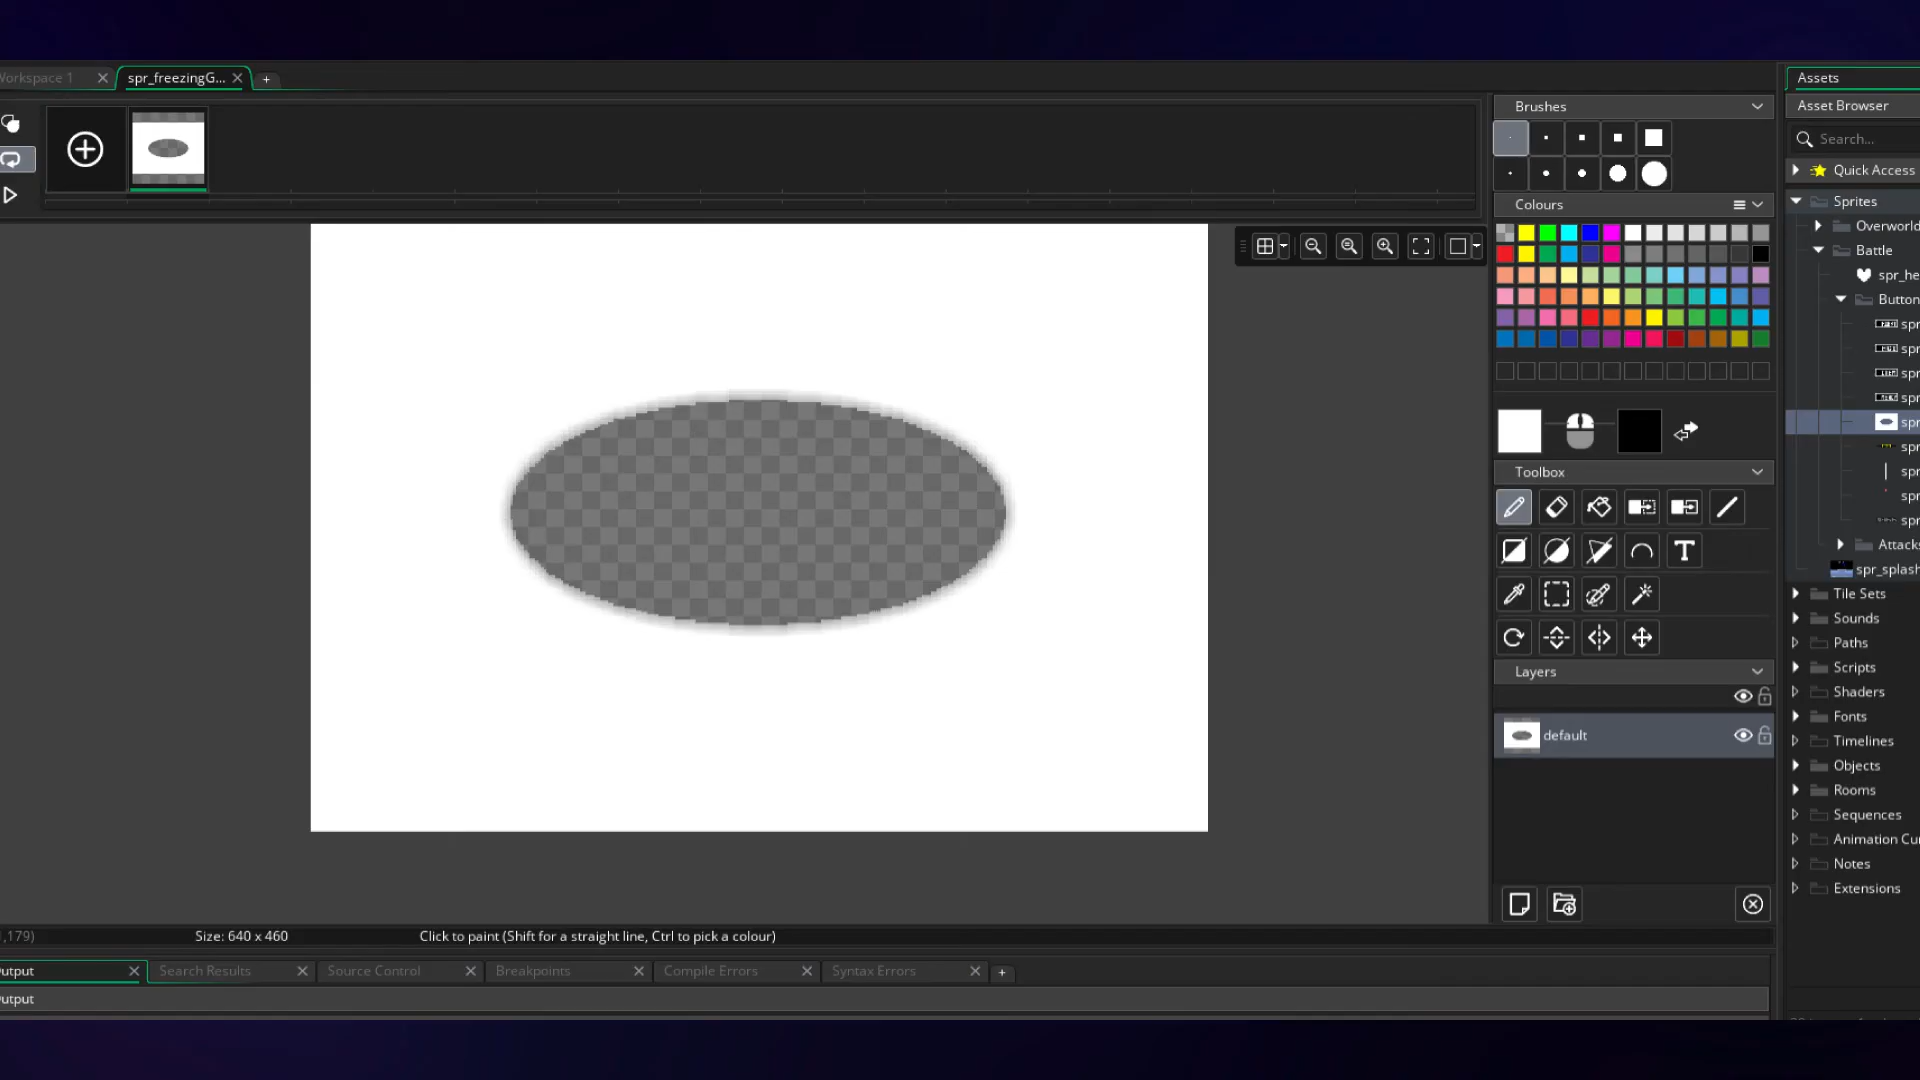 Workspace 1
spr_freezingG...
Assets
Brushes
Asset Browser
Search...
Quick Access
Colours
Sprites
Overworld
Battle
spr_he
Button
spr
spr
spr
spr
spr
spr
spr
spr
spr
Attacks
spr_splash
Toolbox
Tile Sets
Sounds
Paths
Layers
Scripts
Shaders
default
Fonts
Timelines
Objects
Rooms
Sequences
Animation Cu
Notes
Extensions
,179)
Size: 640 x 460
Click to paint (Shift for a straight line, Ctrl to pick a colour)
Output
Search Results
Source Control
Breakpoints
Compile Errors
Syntax Errors
Output